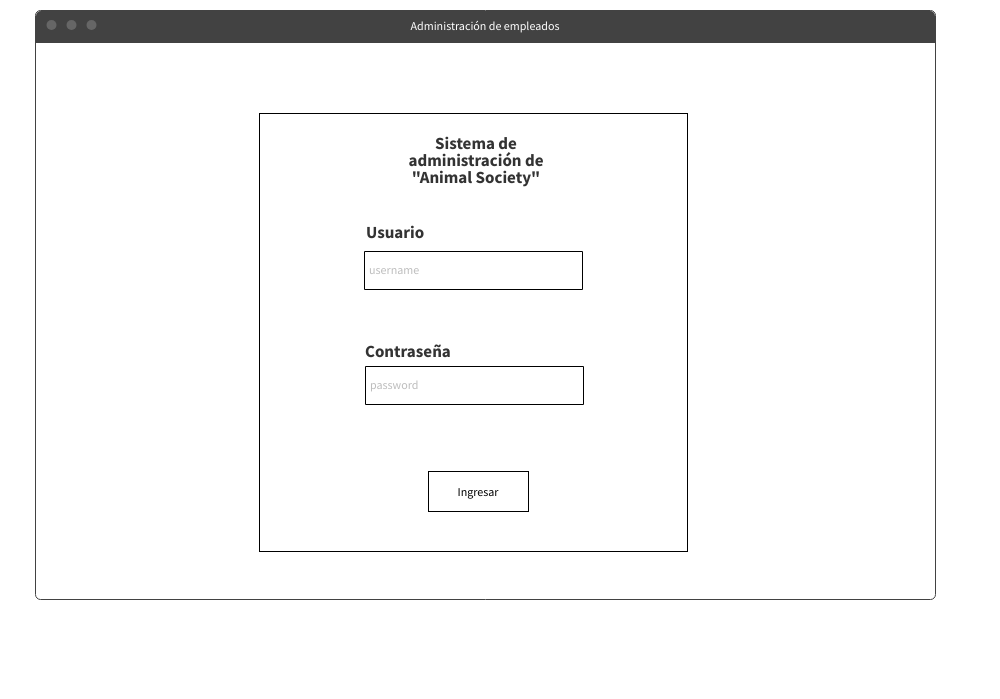 Administración de empleados
Sistema de
administración de
"Animal Society"
Usuario
username
Contraseña
password
Ingresar